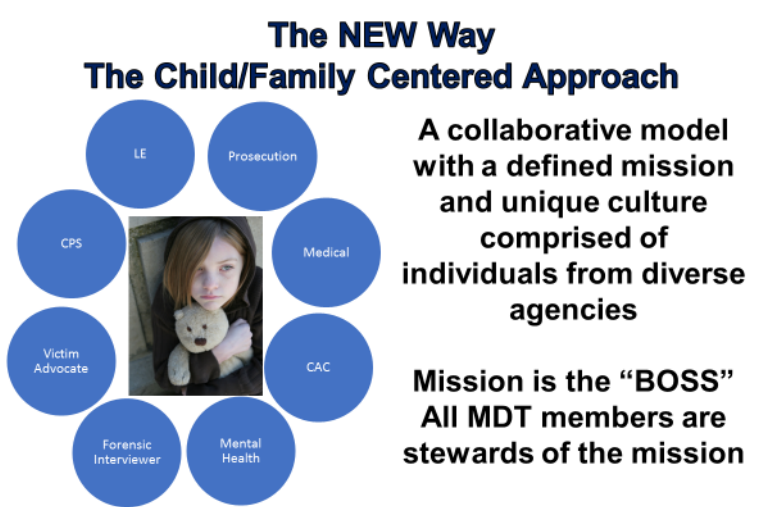 The NEW Way
The Child/Family Centered Approach
LE
Prosecution
CPS
Medical
Victim
Advocate
CAC
Forensic
Interviewer
Mental
Health
A collaborative model
with a defined mission
and unique culture
comprised of
individuals from diverse
agencies
Mission is the “BOSS”
All MDT members are
stewards of the mission